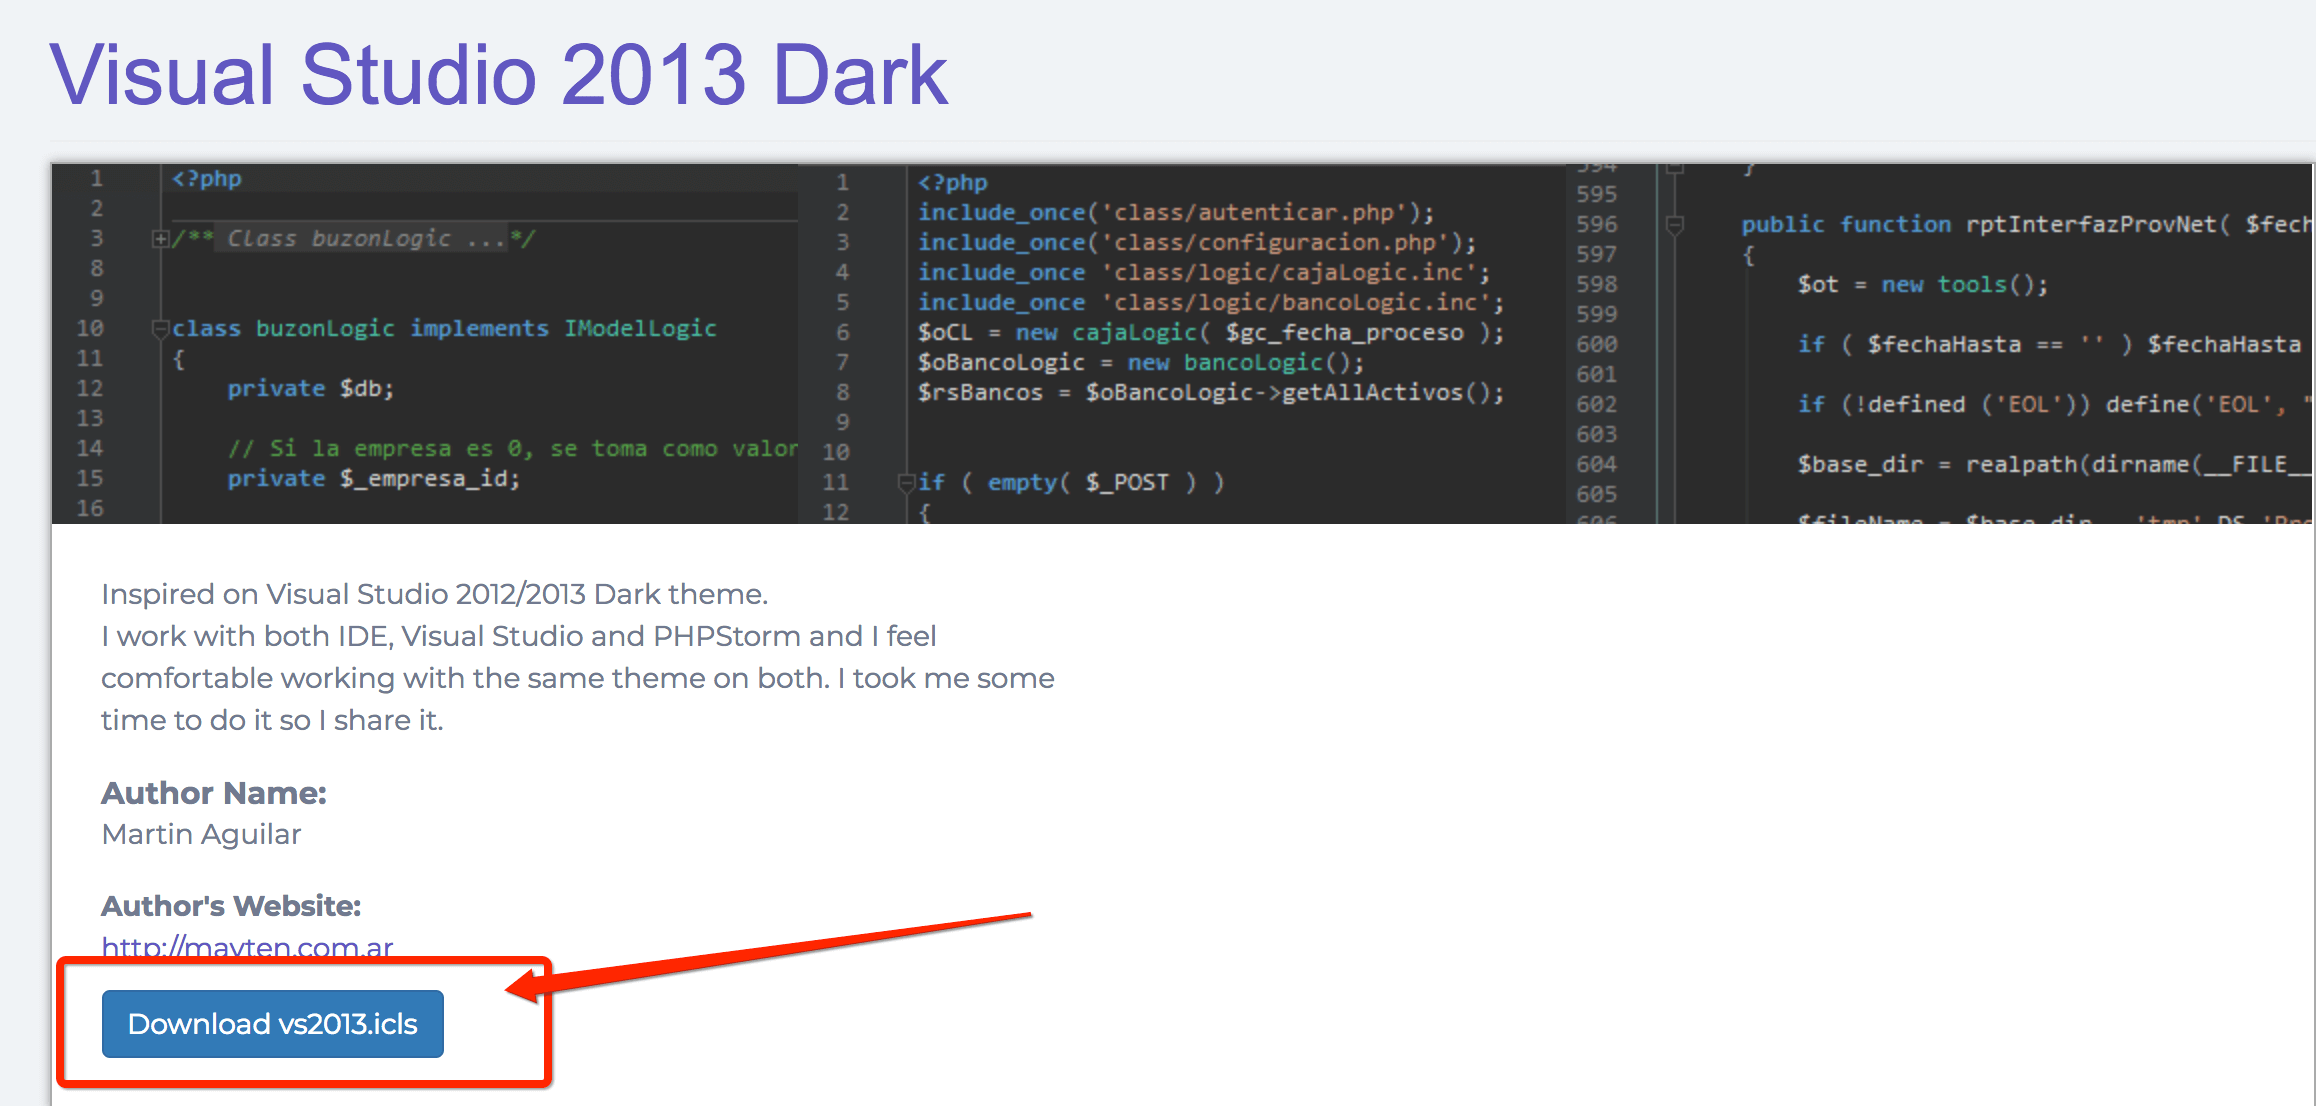 Visual Studio 2013 Dark
1 <?php
2
3 /** Class buzonLogic ...*/
8
9
10 class buzonLogic implements IModelLogic
11 {
12 private $db;
13
14 // Si la empresa es 0, se toma como valor
15 private $_empresa_id;
16
1 <?php
2 include_once('class/autenticar.php');
3 include_once('class/configuracion.php');
4 include_once 'class/logic/cajaLogic.inc';
5 include_once 'class/logic/bancoLogic.inc';
6 $oCL = new cajaLogic( $gc_fecha_proceso );
7 $oBancoLogic = new bancoLogic();
8 $rsBancos = $oBancoLogic->getAllActivos();
9
10
11 if ( empty( $_POST ) )
12 {
594 }
595
596 public function rptInterfazProvNet( $fech
597 {
598 $ot = new tools();
599
600 if ( $fechaHasta == '' ) $fechaHasta
601
602 if (!defined ('EOL')) define('EOL', "
603
604 $base_dir = realpath(dirname(__FILE__
605
606 $fileName = $base_dir 'tmp' DS 'Pro
Inspired on Visual Studio 2012/2013 Dark theme.
I work with both IDE, Visual Studio and PHPStorm and I feel
comfortable working with the same theme on both. I took me some
time to do it so I share it.
Author Name:
Martin Aguilar
Author's Website:
http://mayten.com.ar
Download vs2013.icls